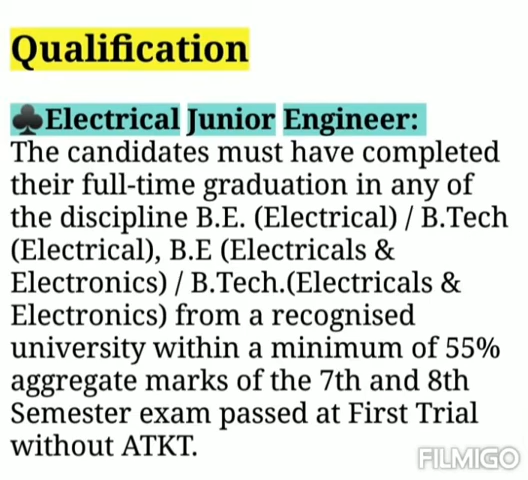 Qualification
♣Electrical Junior Engineer:
The candidates must have completed
their full-time graduation in any of
the discipline B.E. (Electrical) / B.Tech
(Electrical), B.E (Electricals &
Electronics) / B.Tech.(Electricals &
Electronics) from a recognised
university within a minimum of 55%
aggregate marks of the 7th and 8th
Semester exam passed at First Trial
without ATKT.
FILMIGO